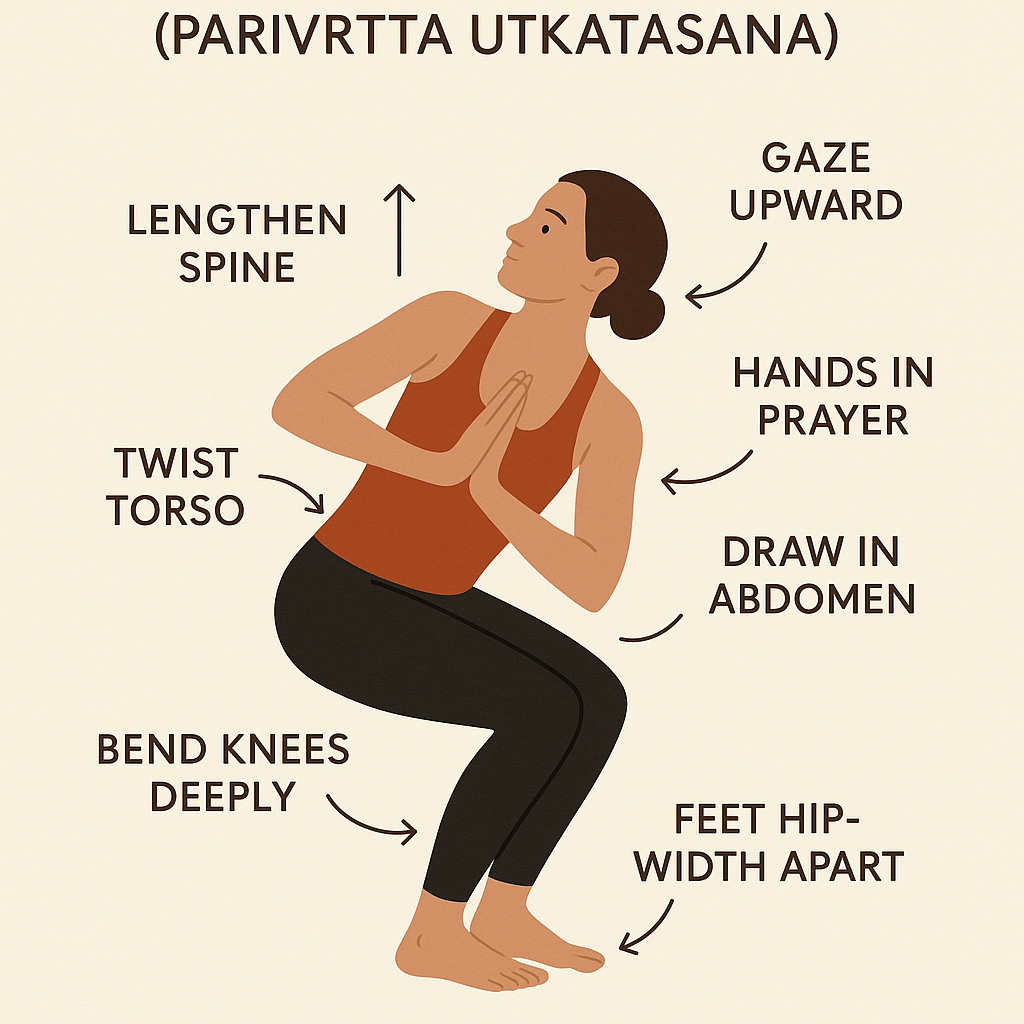 (PARIVRTTA UTKATASANA)
GAZE
UPWARD
LENGTHEN
SPINE
HANDS IN
PRAYER
TWIST
TORSO
DRAW IN
ABDOMEN
BEND KNEES
DEEPLY
FEET HIP-
WIDTH APART